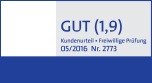 GUT (1,9)
Kundenurteil • Freiwillige Prüfung
05/2016 Nr. 2773